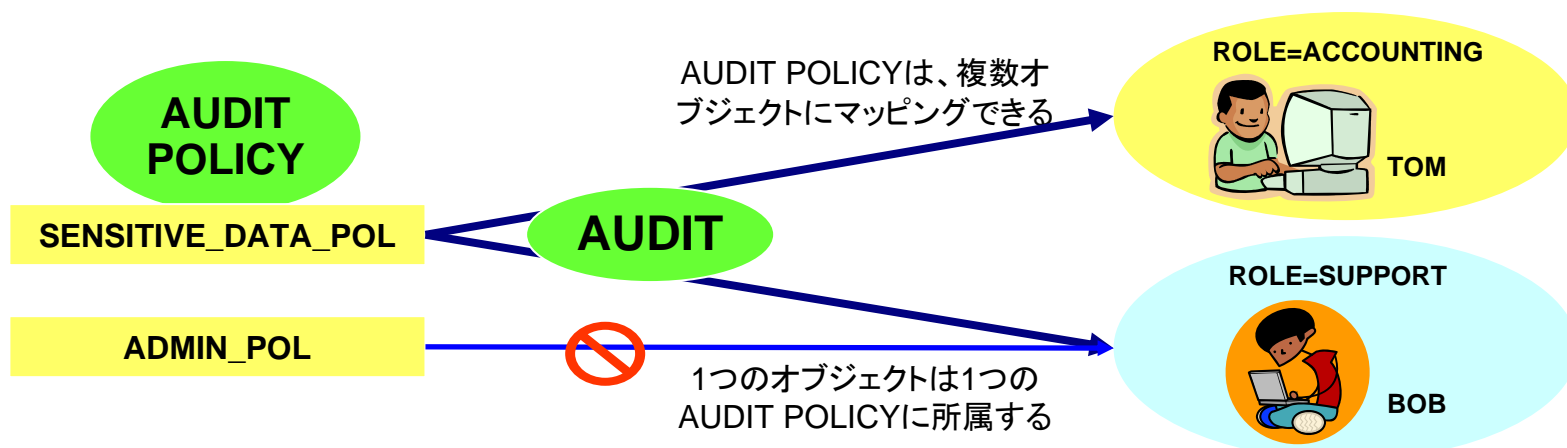 AUDIT
POLICY
SENSITIVE_DATA_POL
ADMIN_POL
AUDIT POLICYは、複数オ
ブジェクトにマッピングできる
AUDIT
1つのオブジェクトは1つの
AUDIT POLICYに所属する
ROLE=ACCOUNTING
TOM
ROLE=SUPPORT
BOB